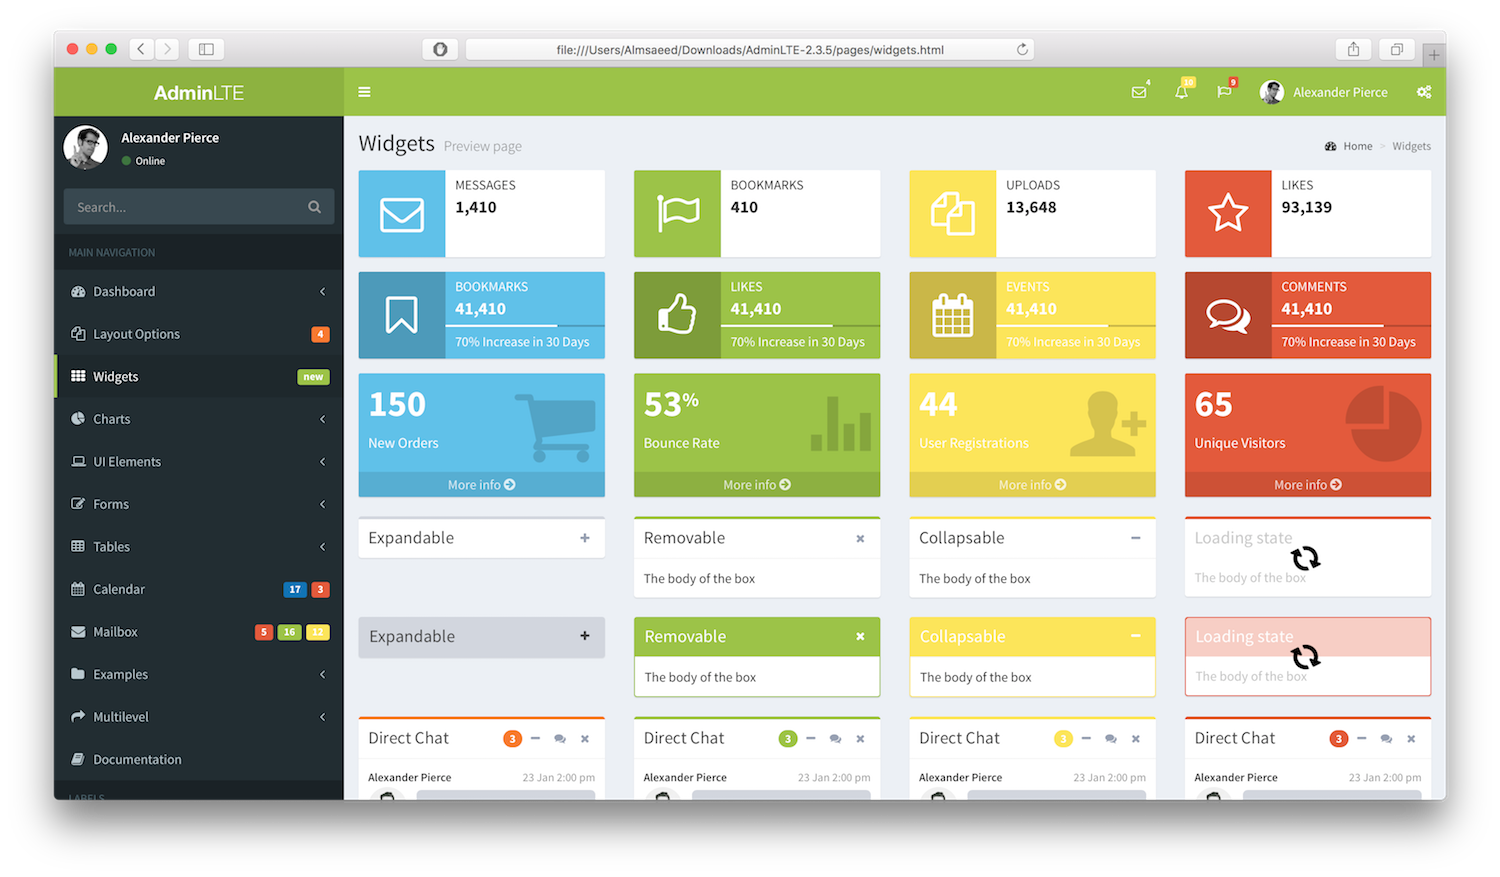 file:///Users/Almsaeed/Downloads/AdminLTE-2.3.5/pages/widgets.html
AdminLTE
4
10
9
Alexander Pierce
Alexander Pierce
Online
Search...
MAIN NAVIGATION
Dashboard
Layout Options 4
Widgets new
Charts
UI Elements
Forms
Tables
Calendar 17 3
Mailbox 5 16 12
Examples
Multilevel
Documentation
LABELS
Widgets Preview page
Home > Widgets
MESSAGES
1,410
BOOKMARKS
410
UPLOADS
13,648
LIKES
93,139
BOOKMARKS
41,410
70% Increase in 30 Days
LIKES
41,410
70% Increase in 30 Days
EVENTS
41,410
70% Increase in 30 Days
COMMENTS
41,410
70% Increase in 30 Days
150
New Orders
More info
53%
Bounce Rate
More info
44
User Registrations
More info
65
Unique Visitors
More info
Expandable
Removable
The body of the box
Collapsable
The body of the box
Loading state
The body of the box
Expandable
Removable
The body of the box
Collapsable
The body of the box
Loading state
The body of the box
Direct Chat 3
Alexander Pierce 23 Jan 2:00 pm
Direct Chat 3
Alexander Pierce 23 Jan 2:00 pm
Direct Chat 3
Alexander Pierce 23 Jan 2:00 pm
Direct Chat 3
Alexander Pierce 23 Jan 2:00 pm